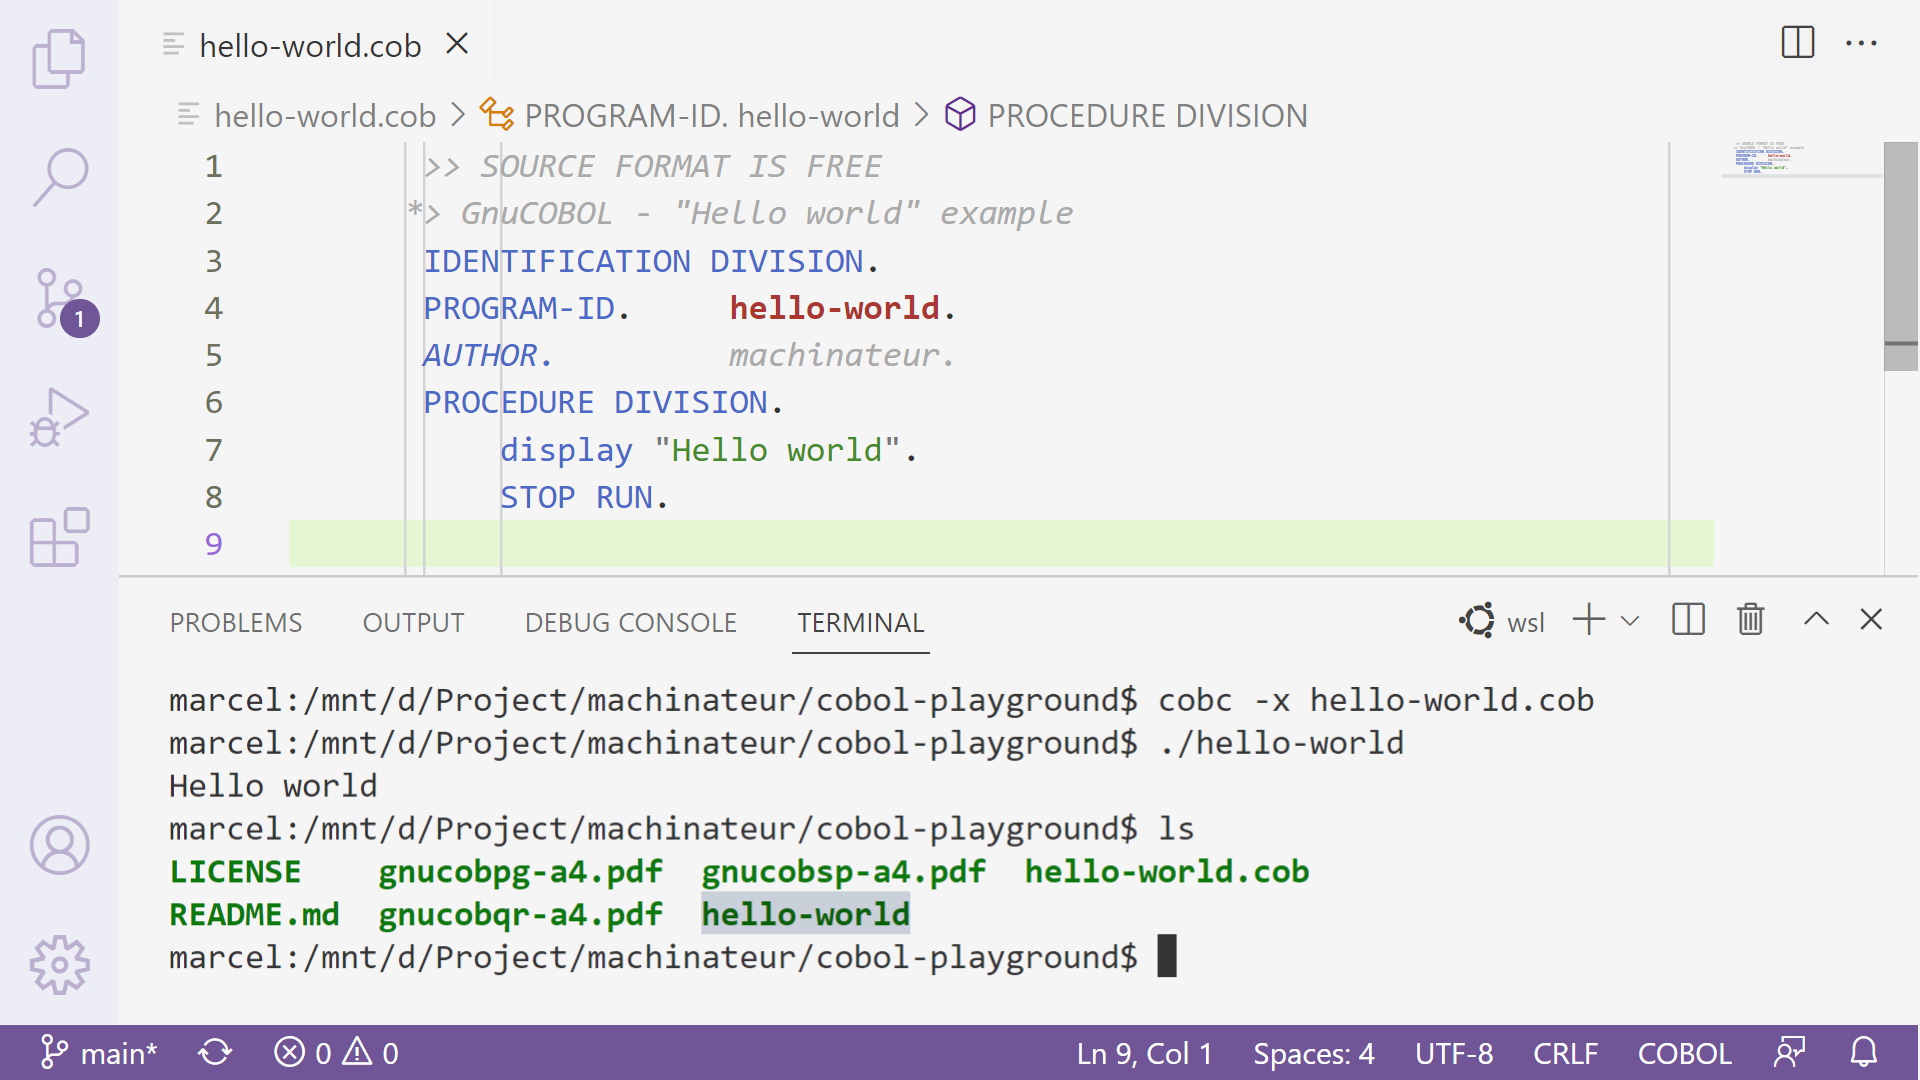 hello-world.cob
hello-world.cob > PROGRAM-ID. hello-world > PROCEDURE DIVISION
1 >> SOURCE FORMAT IS FREE
2 *> GnuCOBOL - "Hello world" example
3 IDENTIFICATION DIVISION.
4 PROGRAM-ID. hello-world.
5 AUTHOR. machinateur.
6 PROCEDURE DIVISION.
7 display "Hello world".
8 STOP RUN.
9
1
PROBLEMS OUTPUT DEBUG CONSOLE TERMINAL wsl
marcel:/mnt/d/Project/machinateur/cobol-playground$ cobc -x hello-world.cob
marcel:/mnt/d/Project/machinateur/cobol-playground$ ./hello-world
Hello world
marcel:/mnt/d/Project/machinateur/cobol-playground$ ls
LICENSE gnucobpg-a4.pdf gnucobsp-a4.pdf hello-world.cob
README.md gnucobqr-a4.pdf hello-world
marcel:/mnt/d/Project/machinateur/cobol-playground$
main* 0 0 Ln 9, Col 1 Spaces: 4 UTF-8 CRLF COBOL